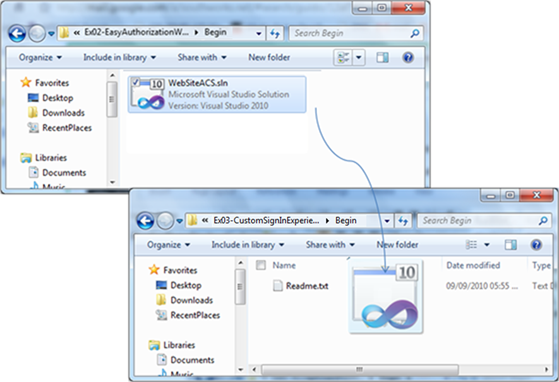 « Ex02-EasyAuthorizationW... ▸ Begin
Search Begin
Organize Include in library Share with New folder
Favorites
Desktop
Downloads
RecentPlaces
Libraries
Documents
Music
10
WebSiteACS.sln
Microsoft Visual Studio Solution
Version: Visual Studio 2010
« Ex03-CustomSignInExperie... ▸ Begin
Search Begin
Organize Include in library Share with New folder
Favorites
Desktop
Downloads
RecentPlaces
Libraries
Documents
Name Date modified Type
Readme.txt 09/09/2010 05:55 ... Text D
10